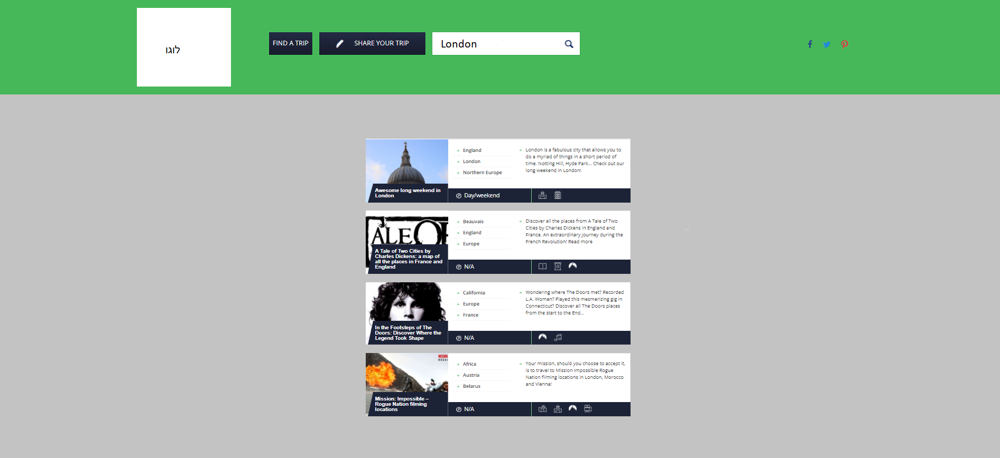 לוגו
FIND A TRIP
SHARE YOUR TRIP
London
England
London
Northern Europe
London is a fabulous city that allows you to
do a myriad of things in a short period of
time. Notting Hill, Hyde Park... Check out our
long weekend in London!
Awesome long weekend in
London
Day/weekend
ALE OF
Beauvais
England
Europe
Discover all the places from A Tale of Two
Cities by Charles Dickens in England and
France. An extraordinary journey during the
French Revolution! Read more
A Tale of Two Cities by
Charles Dickens: a map of
all the places in France and
England
N/A
California
Europe
France
Wondering where The Doors met? Recorded
L.A. Woman? Played this mesmerizing gig in
Connecticut? Discover all The Doors places
from the start to the End...
In the Footsteps of The
Doors: Discover Where the
Legend Took Shape
N/A
Africa
Austria
Belarus
Your mission, should you choose to accept it,
is to travel to Mission Impossible Rogue
Nation filming locations in London, Morocco
and Vienna!
Mission: Impossible –
Rogue Nation filming
locations
N/A